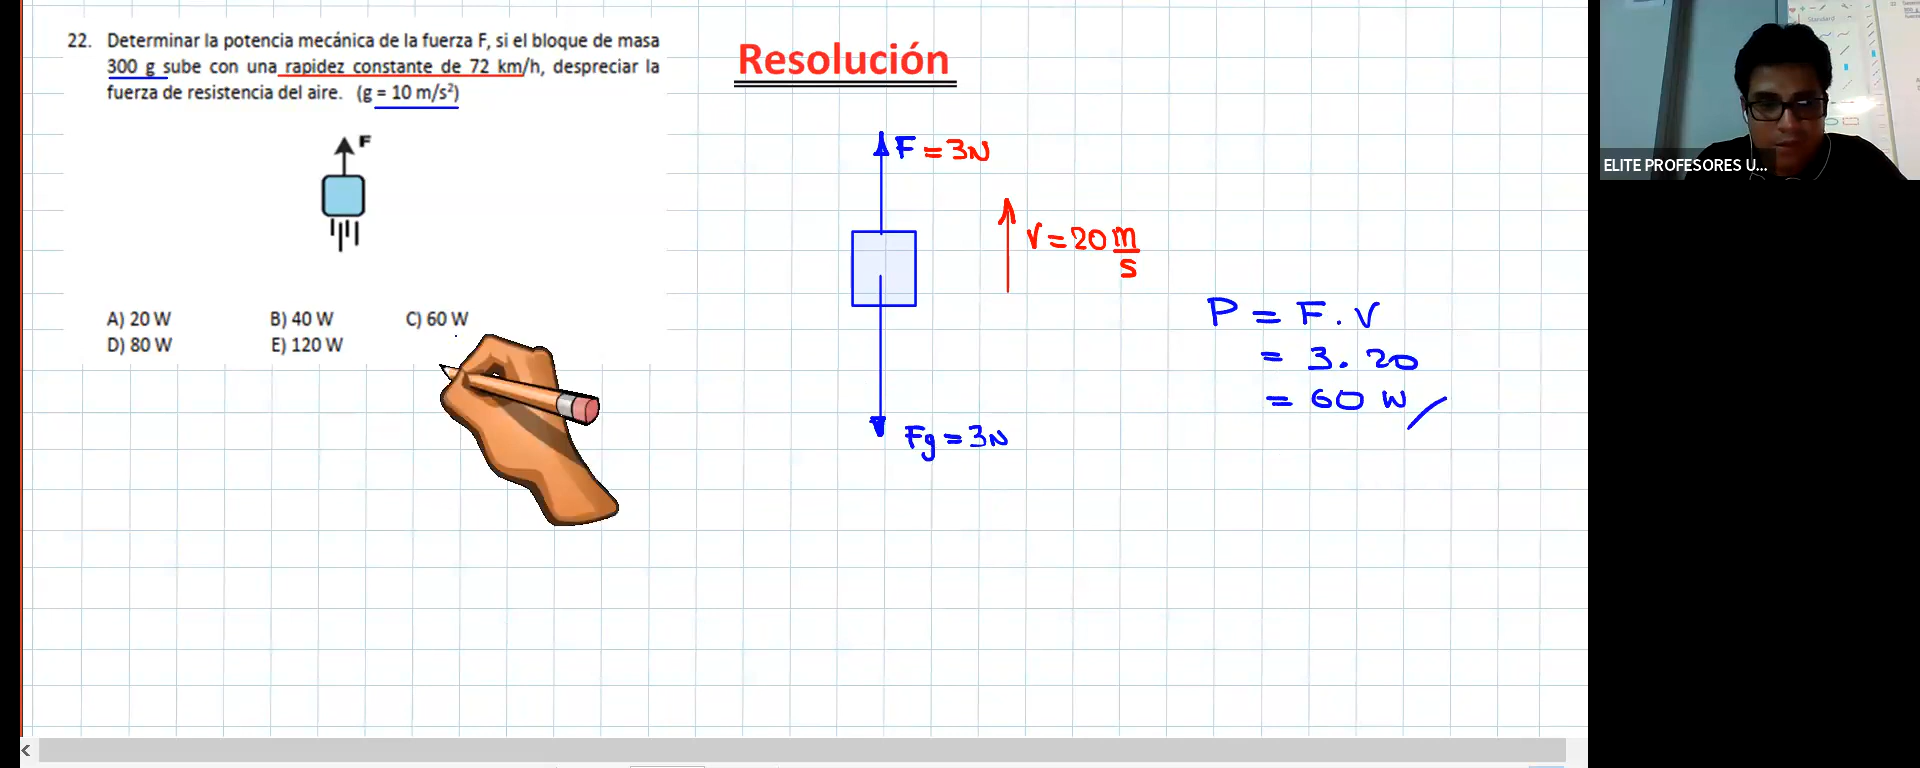 22. Determinar la potencia mecánica de la fuerza F, si el bloque de masa
300 g sube con una rapidez constante de 72 km/h, despreciar la
fuerza de resistencia del aire. (g = 10 m/s²)
F
A) 20 W B) 40 W C) 60 W
D) 80 W E) 120 W
Resolución
F = 3N
V = 20 m/s
Fg = 3N
P = F . V
= 3. 20
= 60 W
ELITE PROFESORES U...
Standard